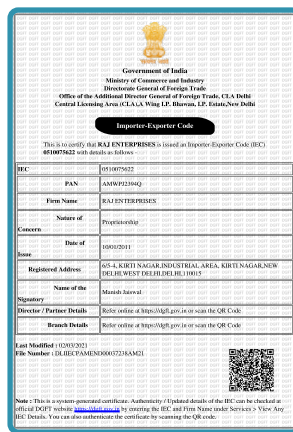 Government of India
Ministry of Commerce and Industry
Directorate General of Foreign Trade
Office of the Additional Director General of Foreign Trade, CLA Delhi
Central Licensing Area (CLA),A Wing I.P. Bhawan, I.P. Estate,New Delhi
Importer-Exporter Code
This is to certify that RAJ ENTERPRISES is issued an Importer-Exporter Code (IEC)
0510075622 with details as follows -
IEC 0510075622
PAN AMWPJ2394Q
Firm Name RAJ ENTERPRISES
Nature of Concern Proprietorship
Date of Issue 10/01/2011
Registered Address 6/5-4, KIRTI NAGAR,INDUSTRIAL AREA, KIRTI NAGAR,NEW
DELHI,WEST DELHI,DELHI,110015
Name of the Signatory Manish Jaiswal
Director / Partner Details Refer online at https://dgft.gov.in or scan the QR Code
Branch Details Refer online at https://dgft.gov.in or scan the QR Code
Last Modified : 02/03/2021
File Number : DLIIECPAMEND00037238AM21
Note : This is a system-generated certificate. Authenticity / Updated details of the IEC can be checked at
official DGFT website https://dgft.gov.in by entering the IEC and Firm Name under Services > View Any
IEC Details. You can also authenticate the certificate by scanning the QR code.